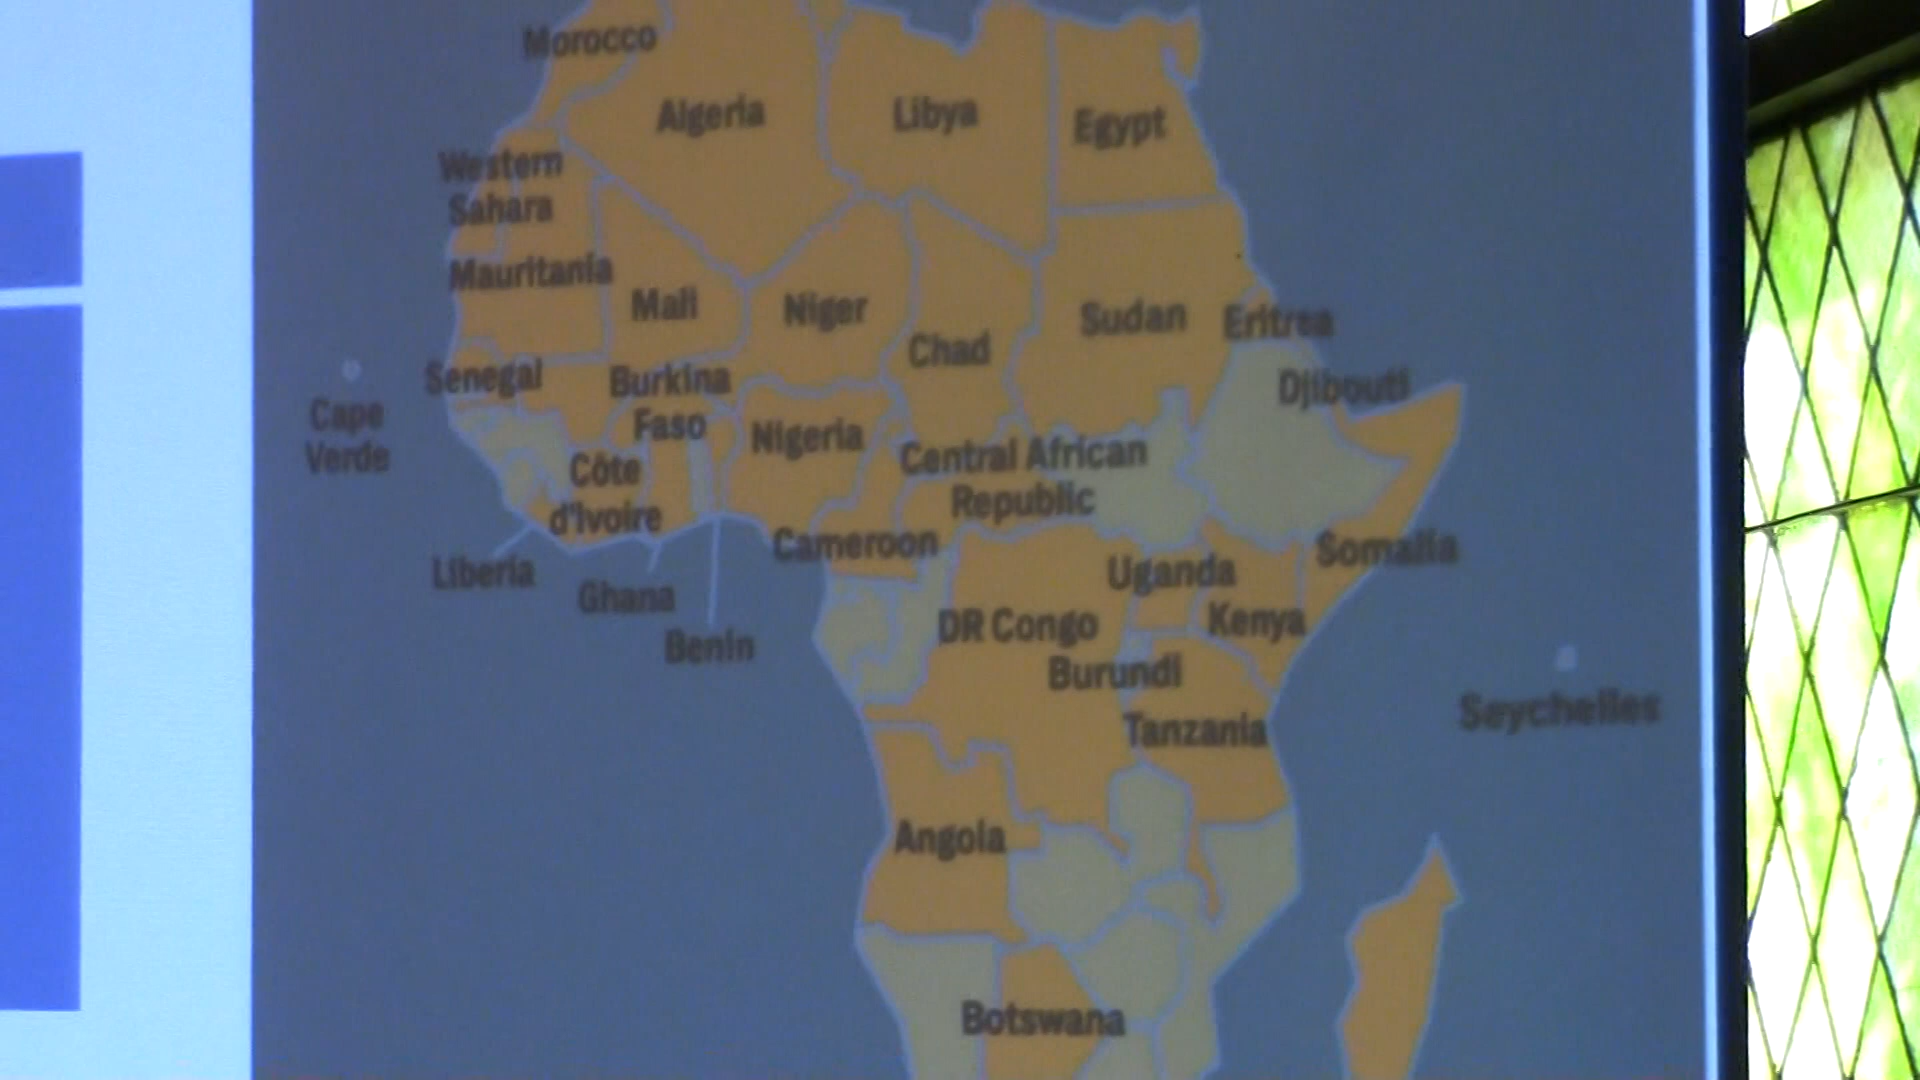 Morocco
Algeria
Libya
Egypt
Western
Sahara
Mauritania
Mali
Niger
Chad
Sudan
Eritrea
Djibouti
Cape
Verde
Senegal
Burkina
Faso
Nigeria
Central African
Republic
Côte
d'Ivoire
Liberia
Ghana
Benin
Cameroon
Uganda
Somalia
DR Congo
Kenya
Burundi
Tanzania
Seychelles
Angola
Botswana